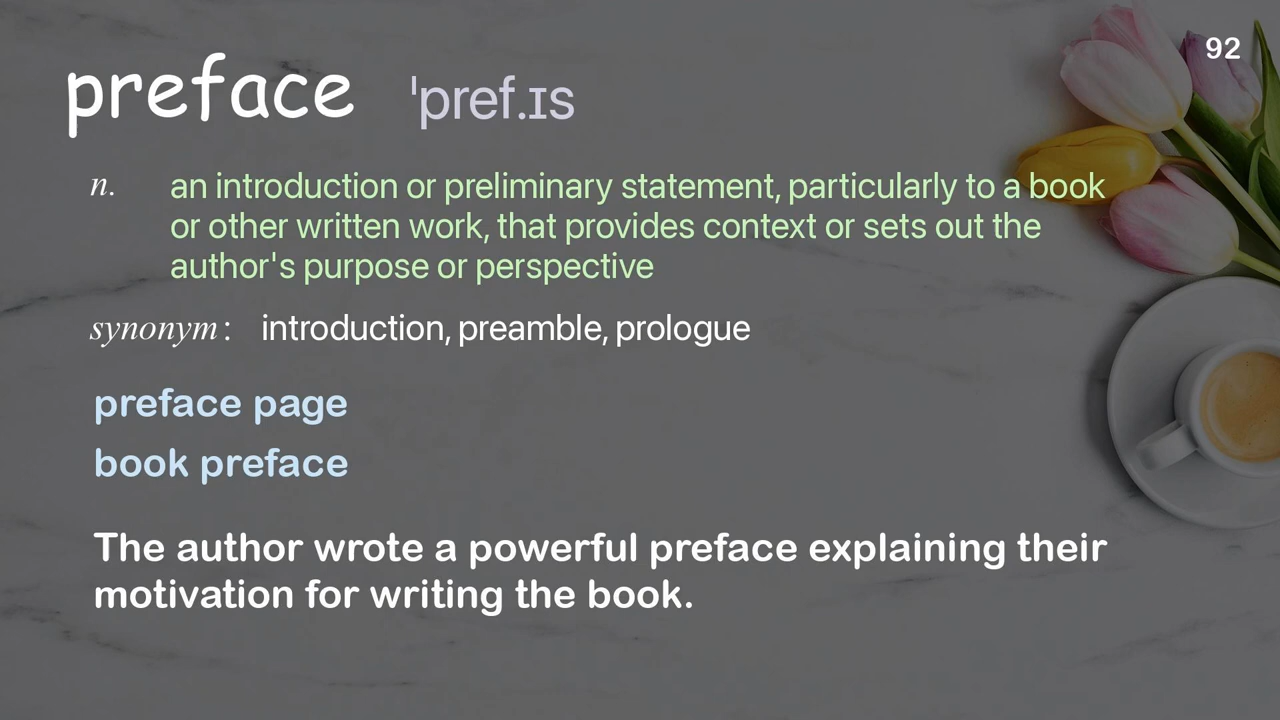 92
preface ˈpref.ɪs
n. an introduction or preliminary statement, particularly to a book
or other written work, that provides context or sets out the
author's purpose or perspective
synonym: introduction, preamble, prologue
preface page
book preface
The author wrote a powerful preface explaining their
motivation for writing the book.